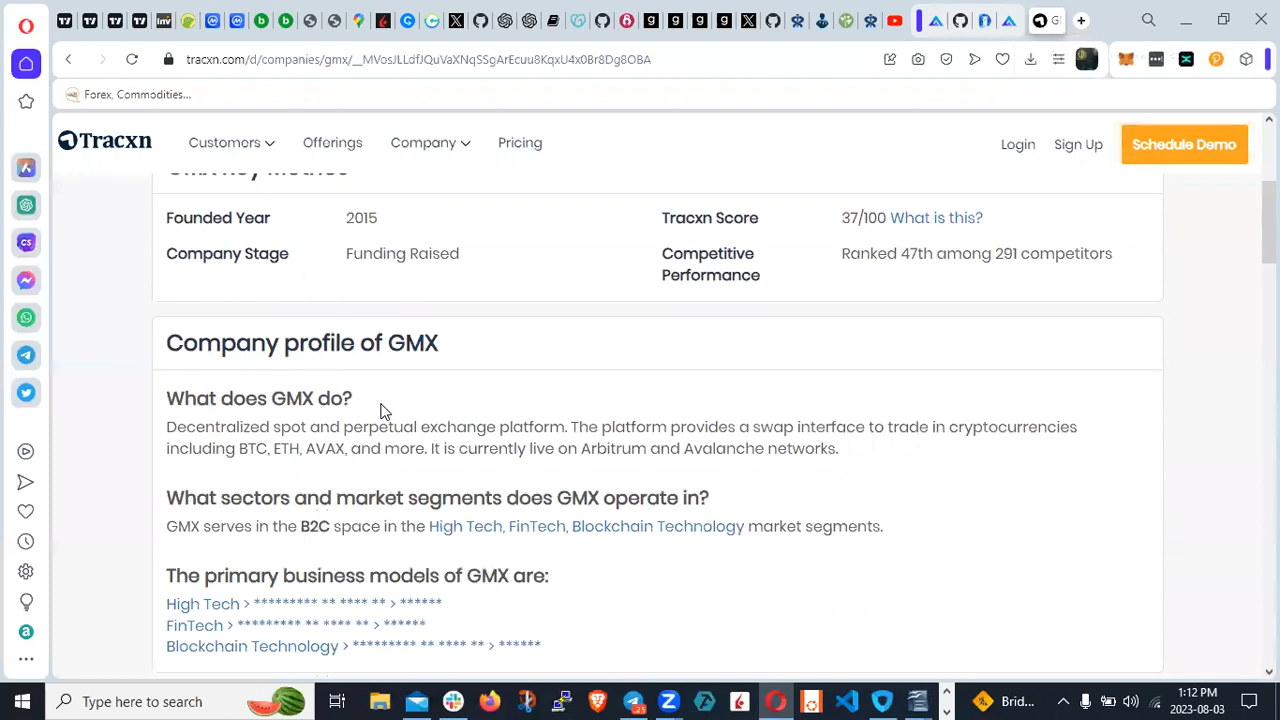 tracxn.com/d/companies/gmx/__MVosJLLdfJQuVaXNqSSgArEcuu8KqxU4x0Br8Dg8OBA
Forex, Commodities...
Tracxn
Customers
Offerings
Company
Pricing
Login
Sign Up
Schedule Demo
GMX Key Metrics
Founded Year
2015
Tracxn Score
37/100 What is this?
Company Stage
Funding Raised
Competitive
Performance
Ranked 47th among 291 competitors
Company profile of GMX
What does GMX do?
Decentralized spot and perpetual exchange platform. The platform provides a swap interface to trade in cryptocurrencies
including BTC, ETH, AVAX, and more. It is currently live on Arbitrum and Avalanche networks.
What sectors and market segments does GMX operate in?
GMX serves in the B2C space in the High Tech, FinTech, Blockchain Technology market segments.
The primary business models of GMX are:
High Tech > ********* ** **** ** > ******
FinTech > ********* ** **** ** > ******
Blockchain Technology > ********* ** **** ** > ******
Type here to search
Brid...
1:12 PM
2023-08-03